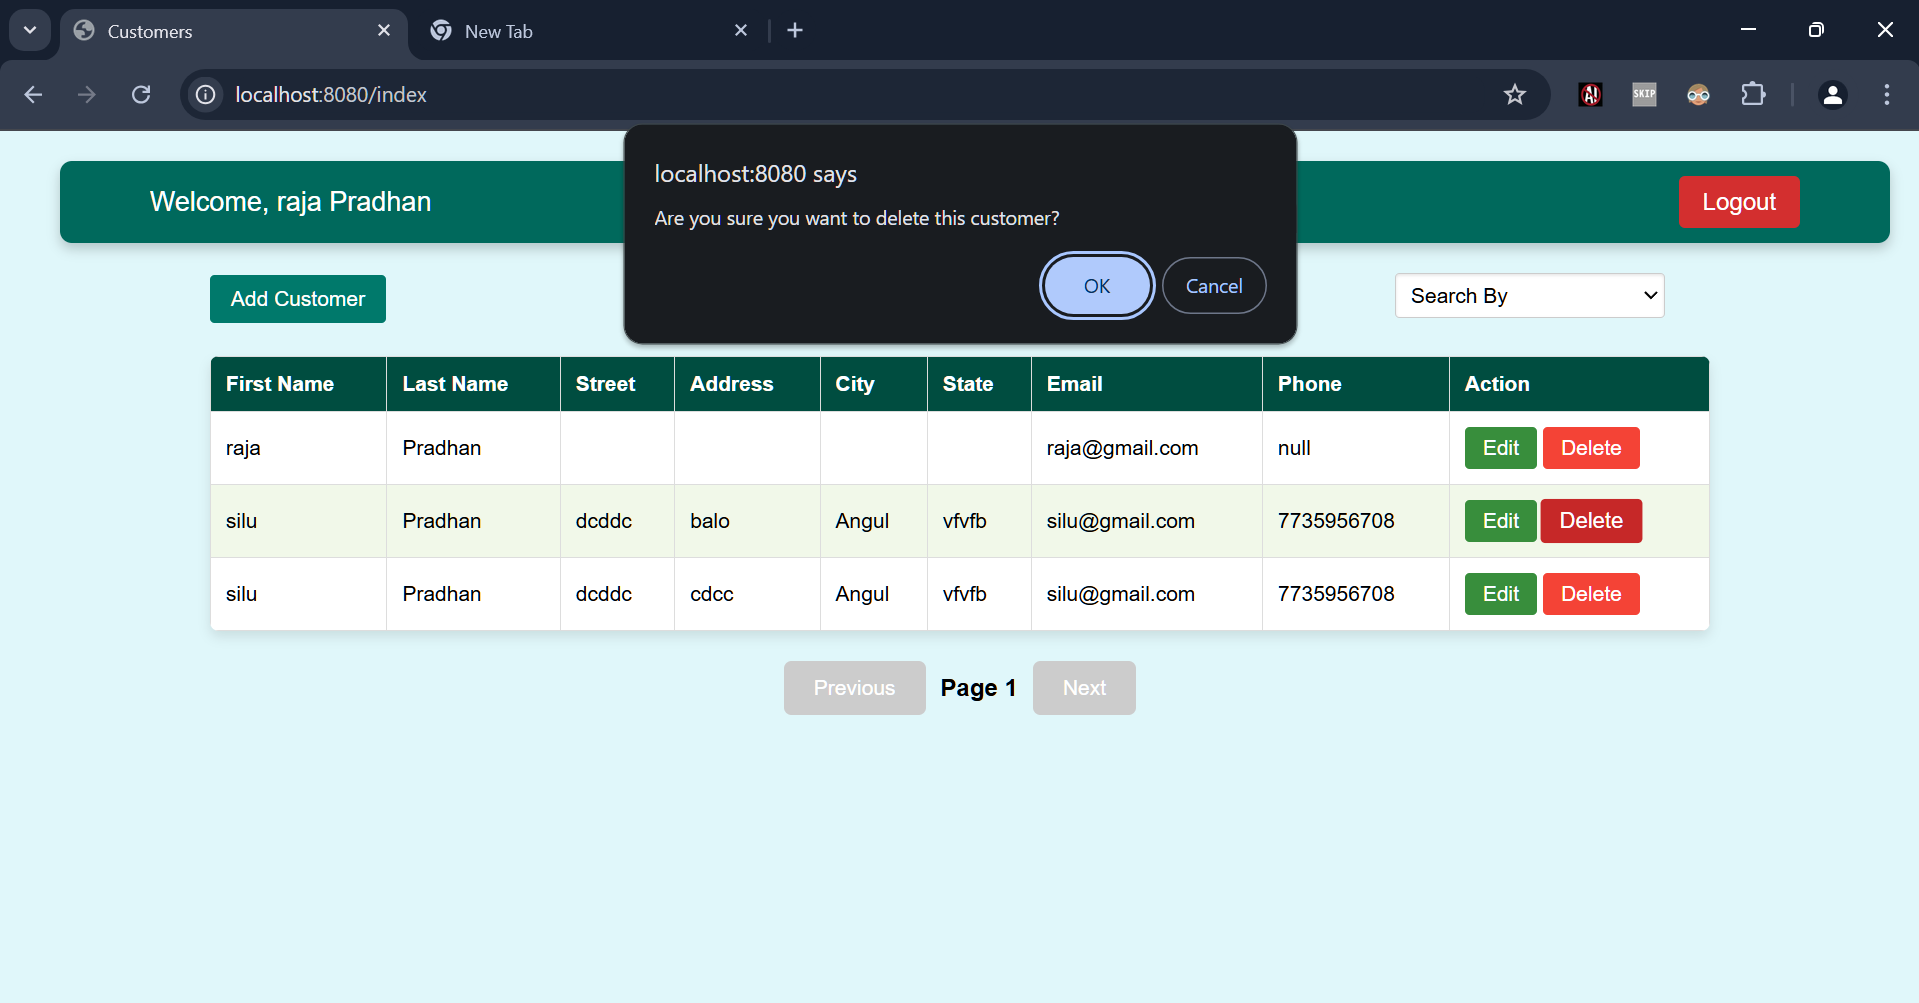 Customers
New Tab
localhost:8080/index
SKIP
localhost:8080 says
Are you sure you want to delete this customer?
OK Cancel
Welcome, raja Pradhan
Logout
Add Customer
Search By
First Name Last Name Street Address City State Email Phone Action
raja Pradhan raja@gmail.com null Edit Delete
silu Pradhan dcddc balo Angul vfvfb silu@gmail.com 7735956708 Edit Delete
silu Pradhan dcddc cdcc Angul vfvfb silu@gmail.com 7735956708 Edit Delete
Previous Page 1 Next